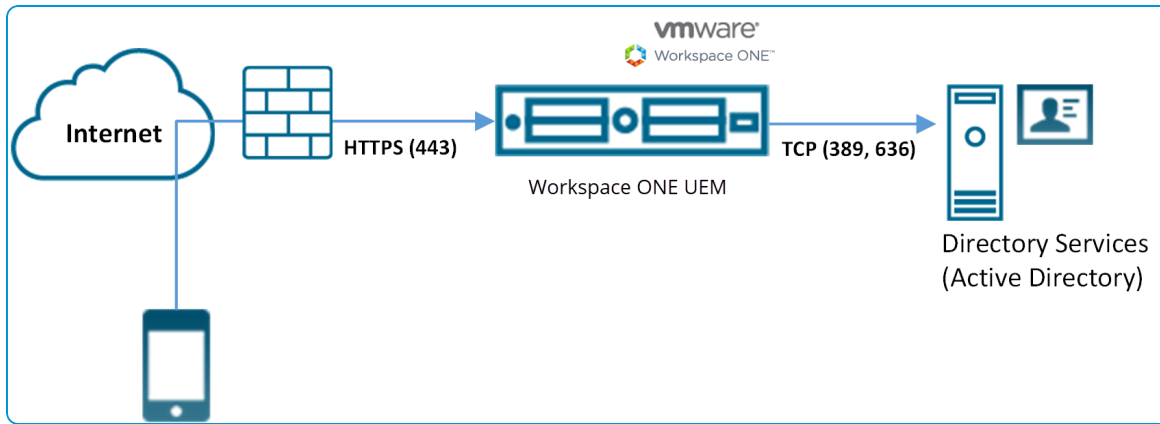 vmware®
Workspace ONE™
Internet
HTTPS (443)
TCP (389, 636)
Workspace ONE UEM
Directory Services
(Active Directory)